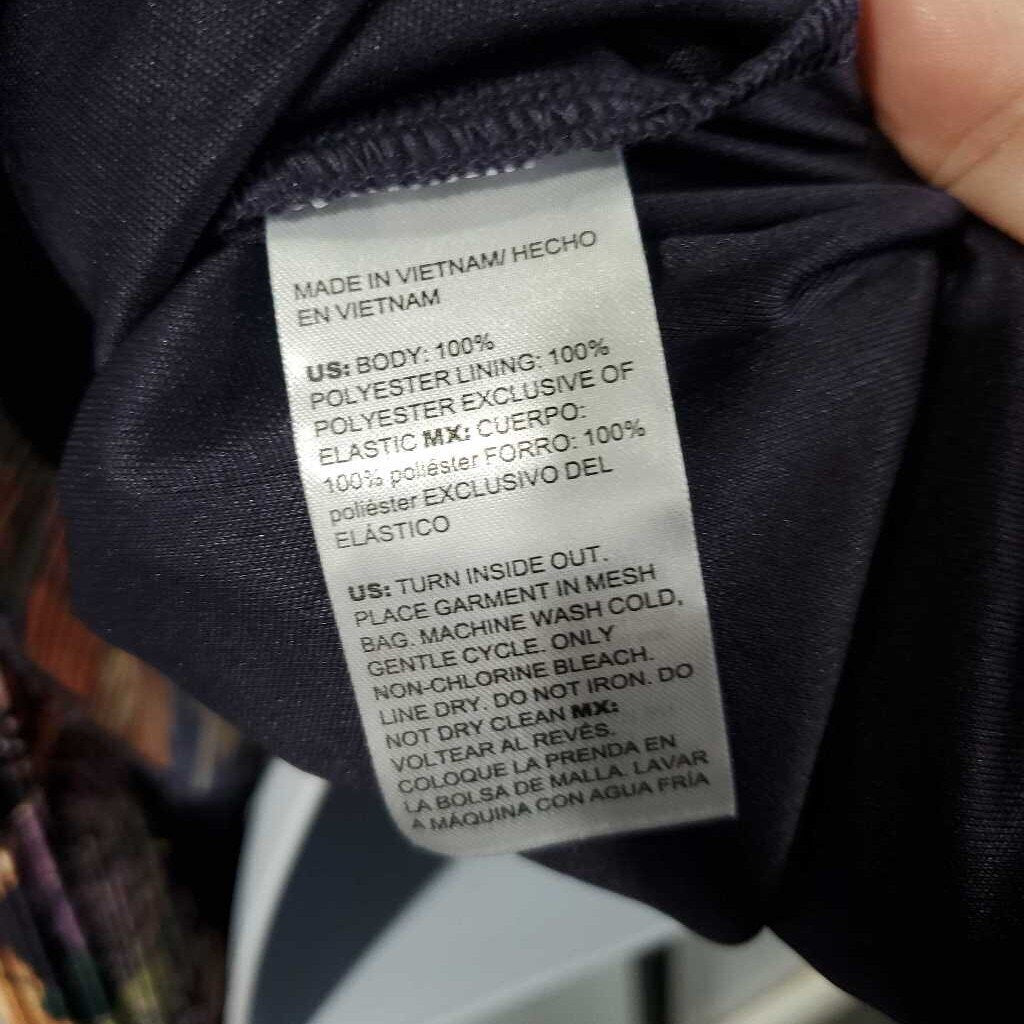 MADE IN VIETNAM/ HECHO
EN VIETNAM
US: BODY: 100%
POLYESTER LINING: 100%
POLYESTER EXCLUSIVE OF
ELASTIC MX: CUERPO:
100% poliéster FORRO: 100%
poliéster EXCLUSIVO DEL
ELÁSTICO
US: TURN INSIDE OUT.
PLACE GARMENT IN MESH
BAG. MACHINE WASH COLD,
GENTLE CYCLE. ONLY
NON-CHLORINE BLEACH.
LINE DRY. DO NOT IRON. DO
NOT DRY CLEAN MX:
VOLTEAR AL REVÉS.
COLOQUE LA PRENDA EN
LA BOLSA DE MALLA. LAVAR
A MÁQUINA CON AGUA FRÍA